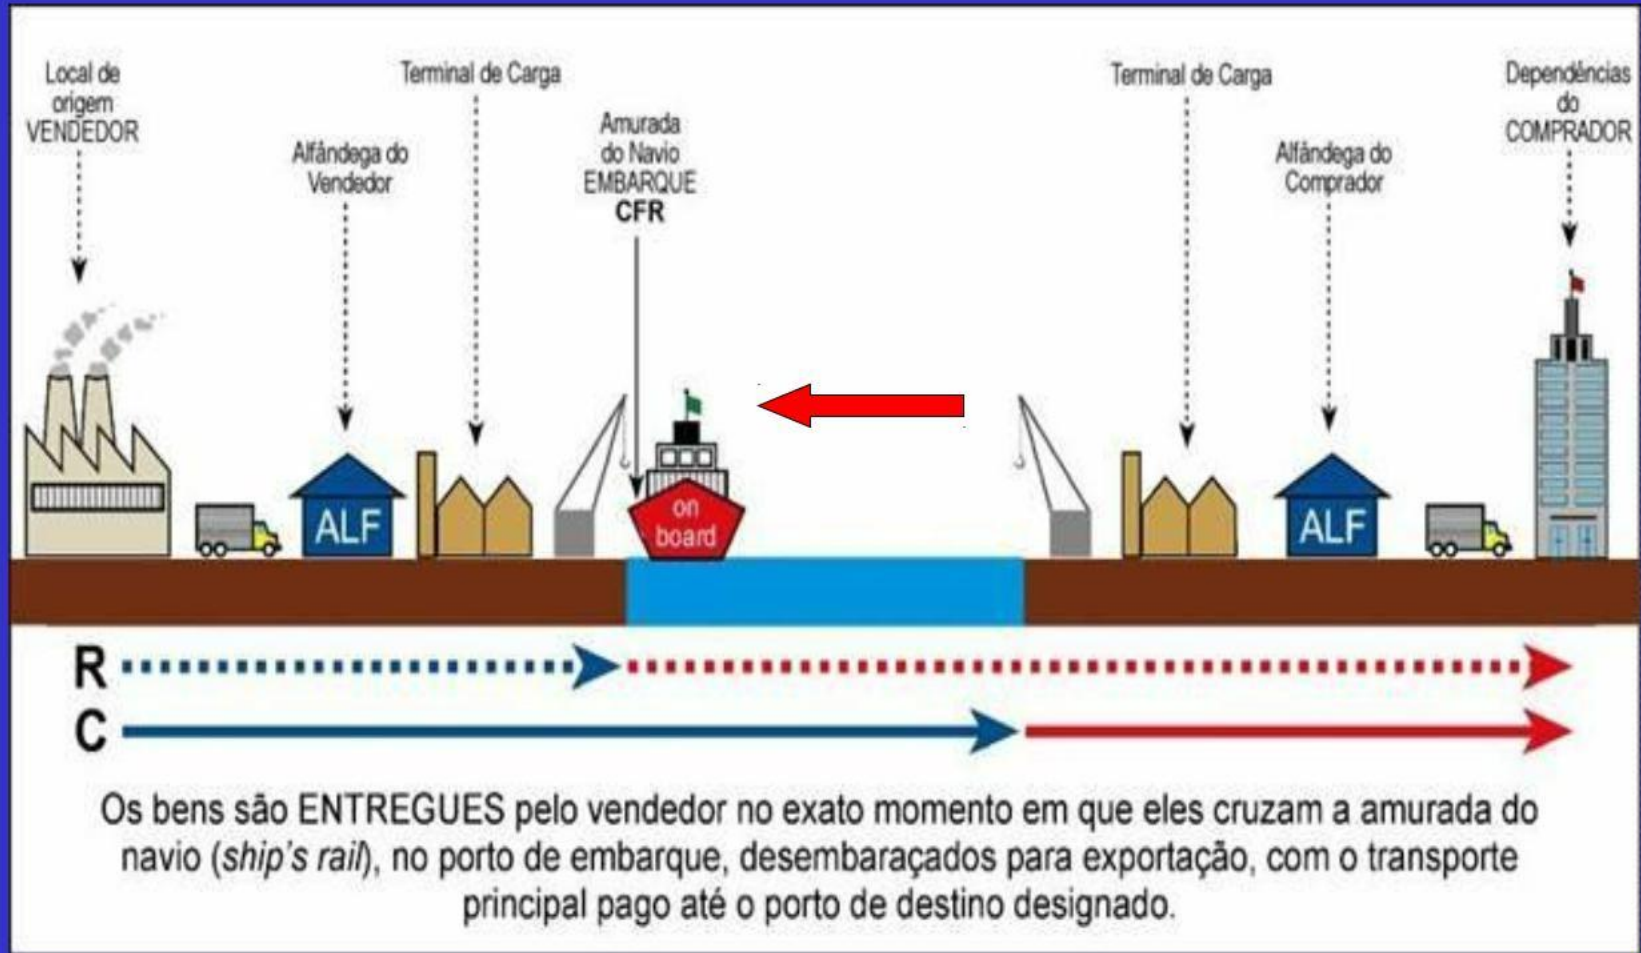 Local de
origem
VENDEDOR
Alfândega do
Vendedor
Terminal de Carga
Amurada
do Navio
EMBARQUE
CFR
Terminal de Carga
Alfândega do
Comprador
Dependências
do
COMPRADOR
ALF
on
board
ALF
R
C
Os bens são ENTREGUES pelo vendedor no exato momento em que eles cruzam a amurada do
navio (ship's rail), no porto de embarque, desembaraçados para exportação, com o transporte
principal pago até o porto de destino designado.